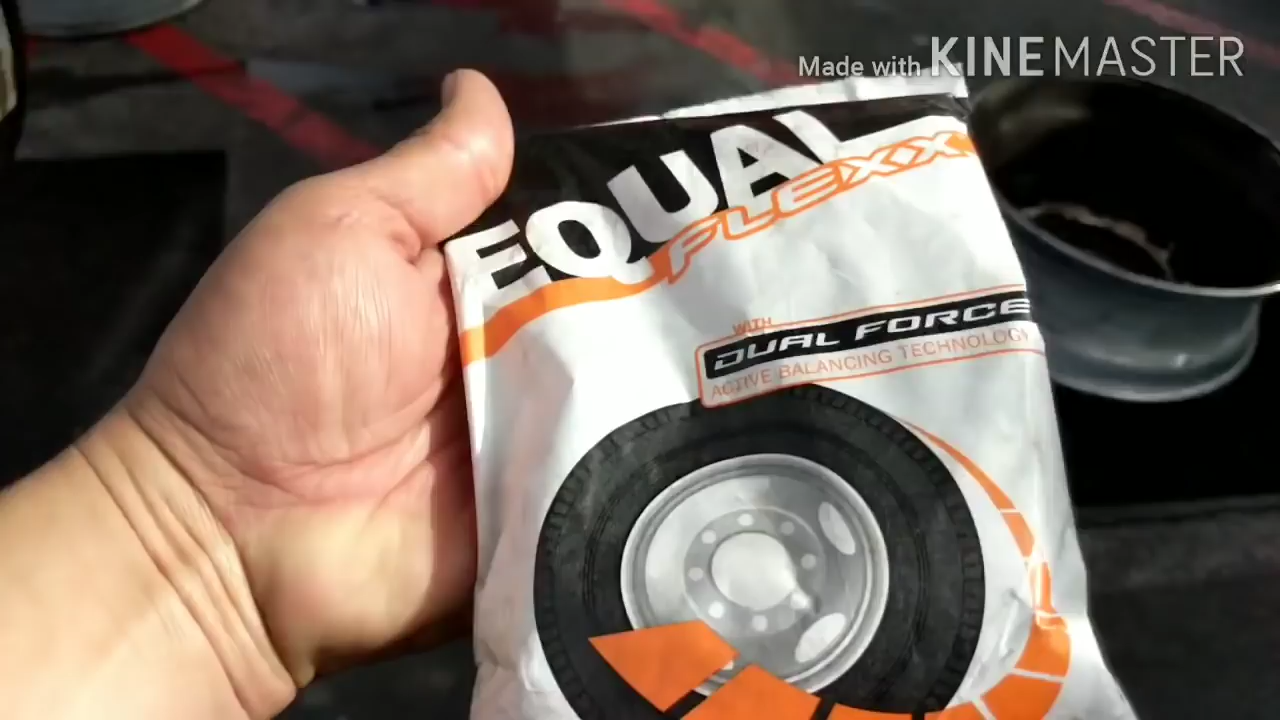 Made with KINEMASTER
EQUAL
FLEXX
WITH
DUAL FORCE
ACTIVE BALANCING TECHNOLOGY